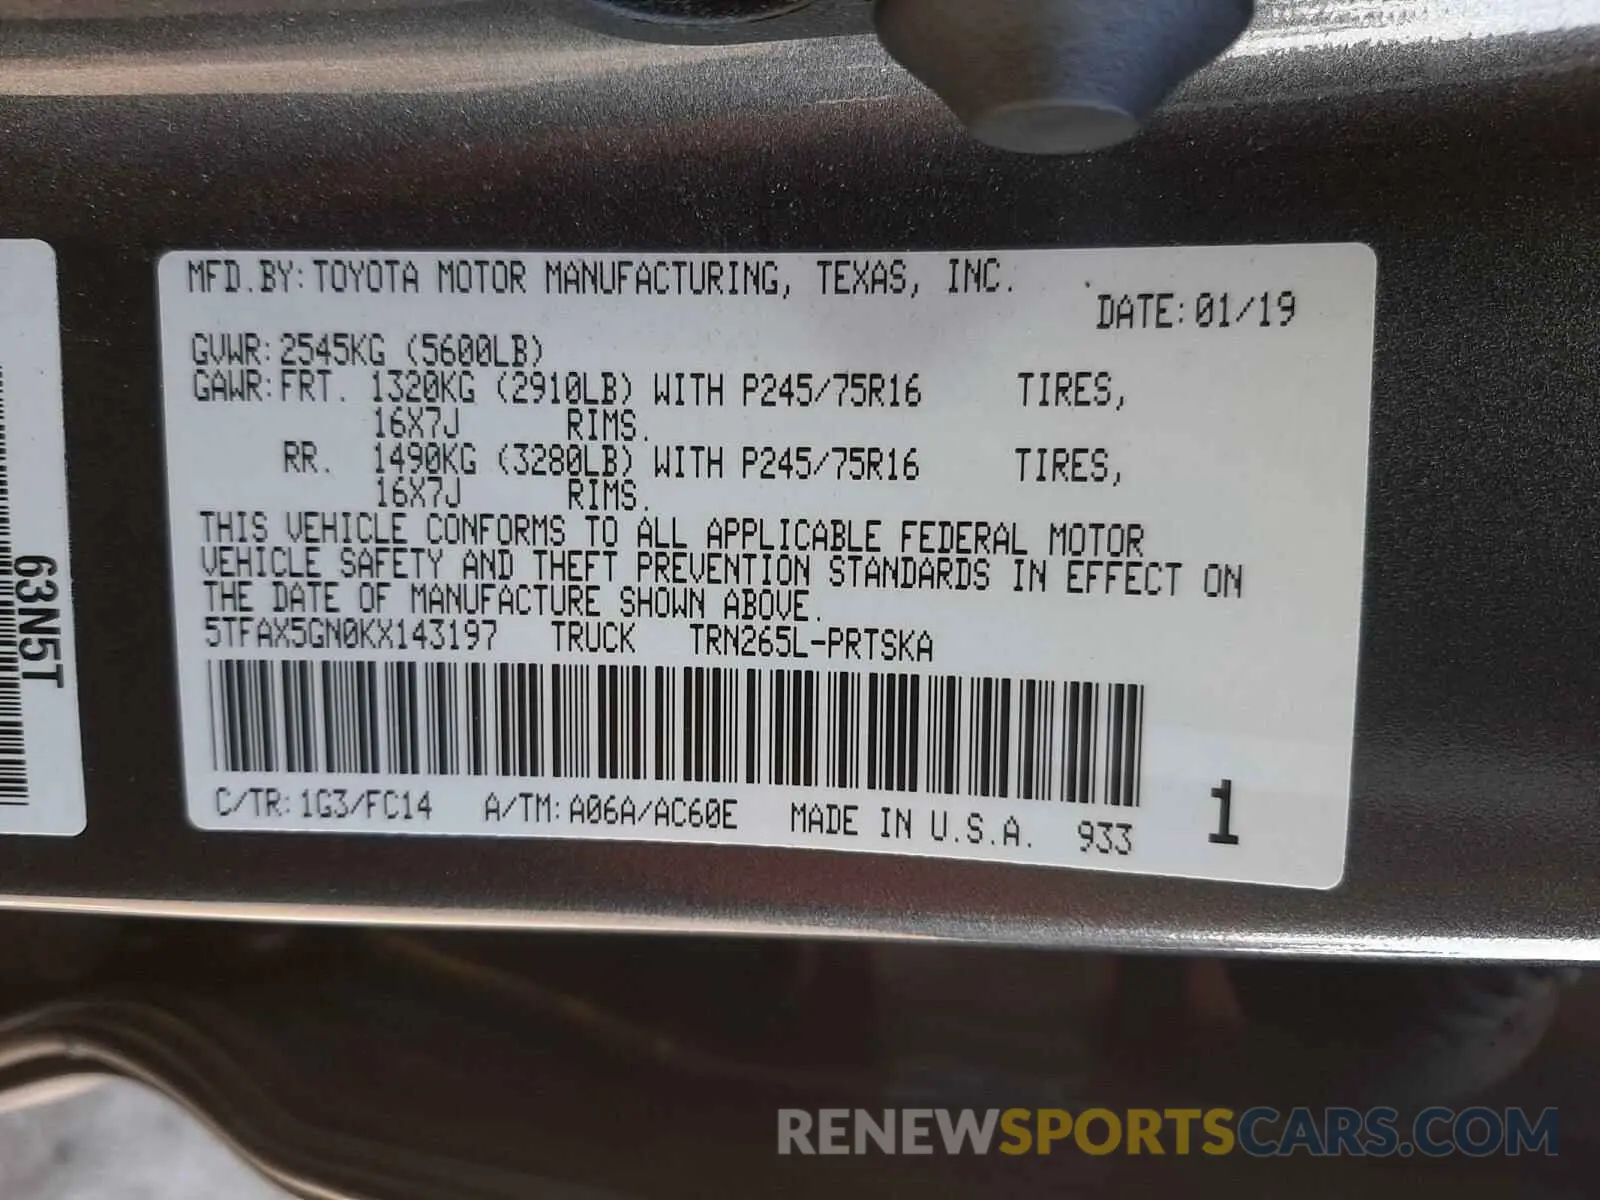 MFD.BY:TOYOTA MOTOR MANUFACTURING, TEXAS, INC.
DATE:01/19
GVWR:2545KG (5600LB)
GAWR:FRT. 1320KG (2910LB) WITH P245/75R16 TIRES,
16X7J RIMS.
RR. 1490KG (3280LB) WITH P245/75R16 TIRES,
16X7J RIMS.
THIS VEHICLE CONFORMS TO ALL APPLICABLE FEDERAL MOTOR
VEHICLE SAFETY AND THEFT PREVENTION STANDARDS IN EFFECT ON
THE DATE OF MANUFACTURE SHOWN ABOVE.
5TFAX5GN0KX143197 TRUCK TRN265L-PRTSKA
C/TR:1G3/FC14 A/TM:A06A/AC60E MADE IN U.S.A. 933
1
63N5T
RENEWSPORTSCARS.COM